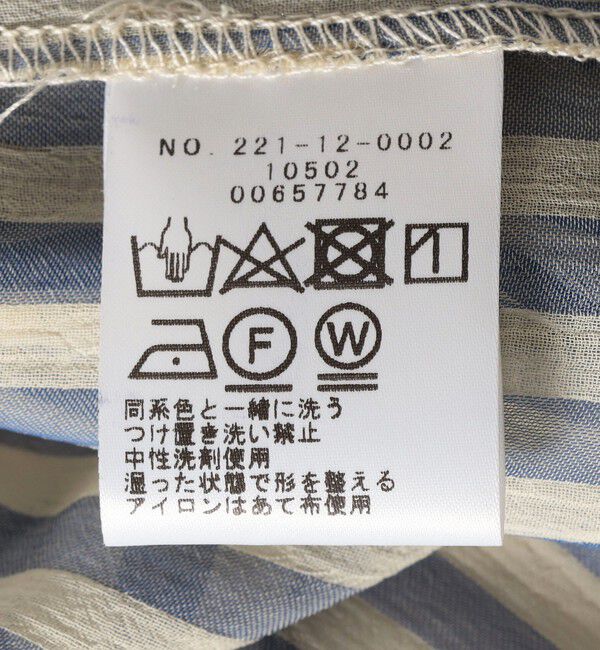 NO. 221-12-0002
10502
00657784
F W
同系色と一緒に洗う
つけ置き洗い禁止
中性洗剤使用
湿った状態で形を整える
アイロンはあて布使用